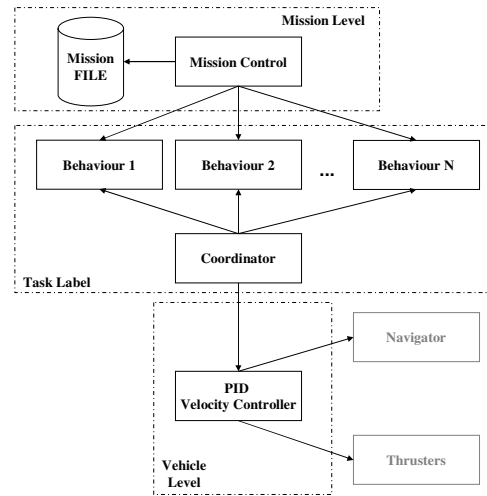 Mission Level
Mission
FILE
Mission Control
Behaviour 1
Behaviour 2
...
Behaviour N
Coordinator
Task Label
Navigator
PID
Velocity Controller
Vehicle
Level
Thrusters